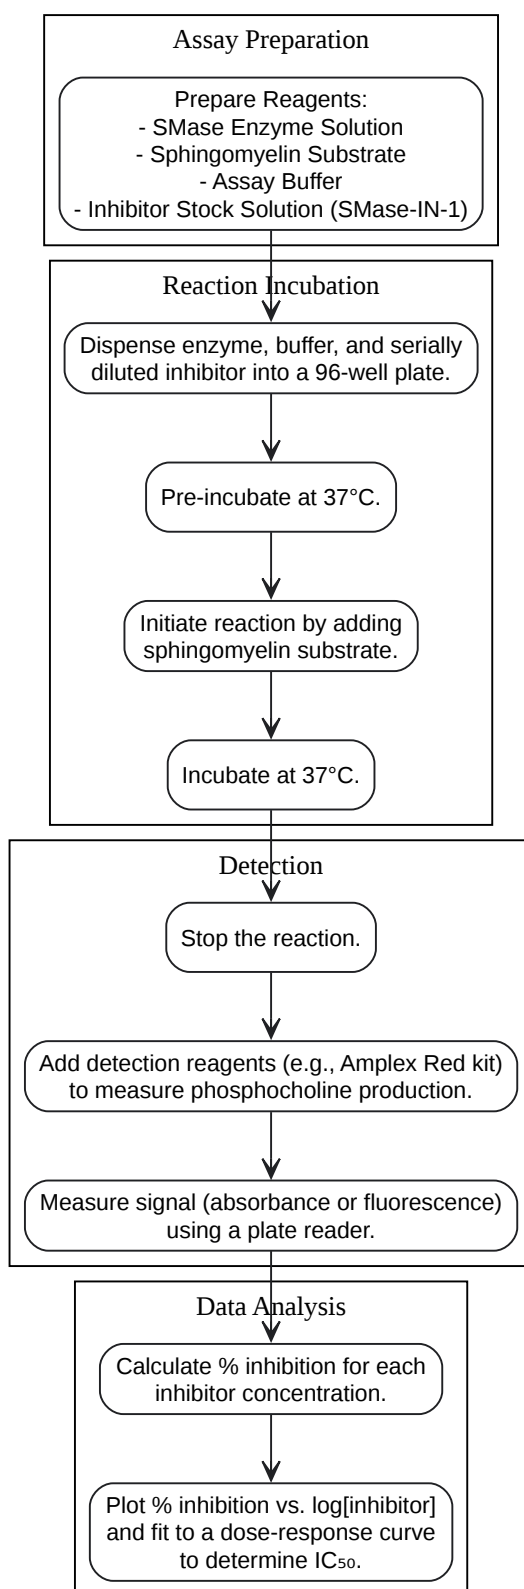 Assay Preparation
Prepare Reagents:
- SMase Enzyme Solution
- Sphingomyelin Substrate
- Assay Buffer
- Inhibitor Stock Solution (SMase-IN-1)
Reaction Incubation
Dispense enzyme, buffer, and serially
diluted inhibitor into a 96-well plate.
Pre-incubate at 37°C.
Initiate reaction by adding
sphingomyelin substrate.
Incubate at 37°C.
Detection
Stop the reaction.
Add detection reagents (e.g., Amplex Red kit)
to measure phosphocholine production.
Measure signal (absorbance or fluorescence)
using a plate reader.
Data Analysis
Calculate % inhibition for each
inhibitor concentration.
Plot % inhibition vs. log[inhibitor]
and fit to a dose-response curve
to determine IC₅₀.